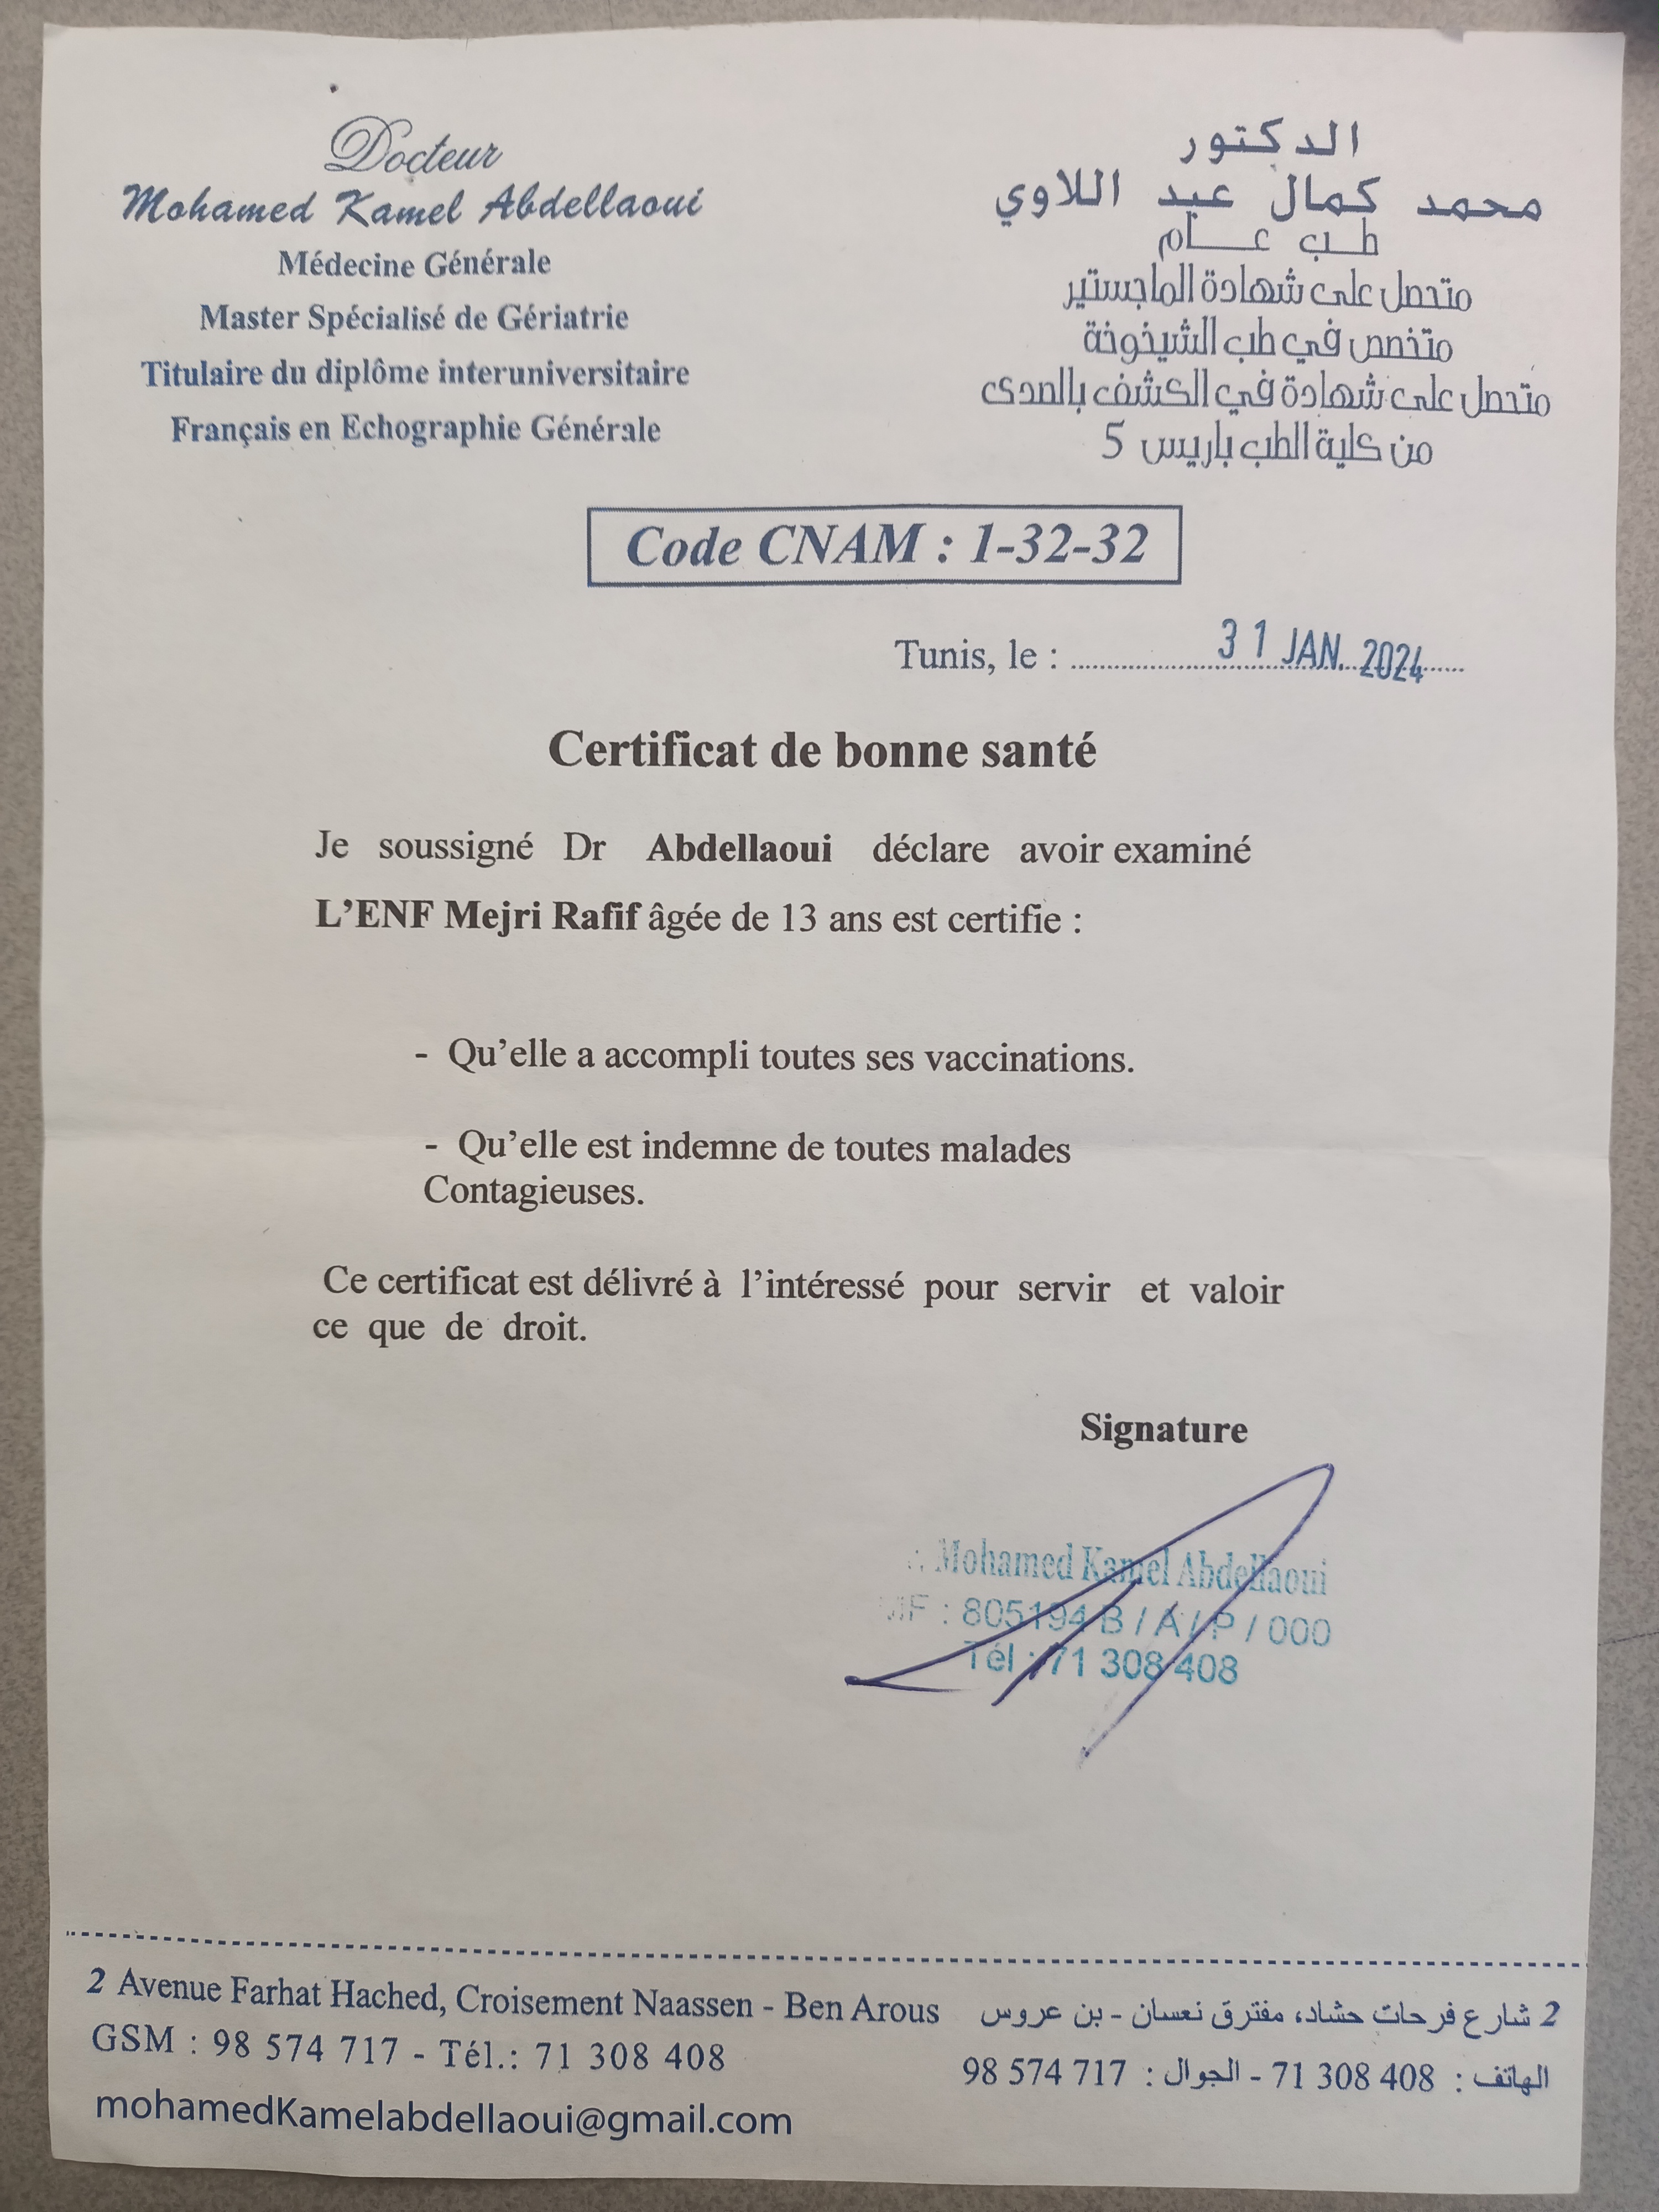 Docteur
Mohamed Kamel Abdellaoui
Médecine Générale
Master Spécialisé de Gériatrie
Titulaire du diplôme interuniversitaire
Français en Echographie Générale
الدكتور
محمد كمال عبد اللاوي
طب عام
متحصل على شهادة الماجستير
متخصص في طب الشيخوخة
متحصل على شهادة في الكشف بالصدى
من كلية الطب باريس 5
Code CNAM : 1-32-32
Tunis, le : 31 JAN. 2024
Certificat de bonne santé
Je soussigné Dr Abdellaoui déclare avoir examiné
L'ENF Mejri Rafif âgée de 13 ans est certifie :
- Qu'elle a accompli toutes ses vaccinations.
- Qu'elle est indemne de toutes malades
Contagieuses.
Ce certificat est délivré à l'intéressé pour servir et valoir
ce que de droit.
Signature
Mohamed Kamel Abdellaoui
: 805194 B / A / P / 000
Tél : 71 308 408
2 Avenue Farhat Hached, Croisement Naassen - Ben Arous
GSM : 98 574 717 - Tél.: 71 308 408
mohamedKamelabdellaoui@gmail.com
2 شارع فرحات حشاد، مفترق نعسان - بن عروس
الهاتف : 71 308 408 - الجوال : 98 574 717